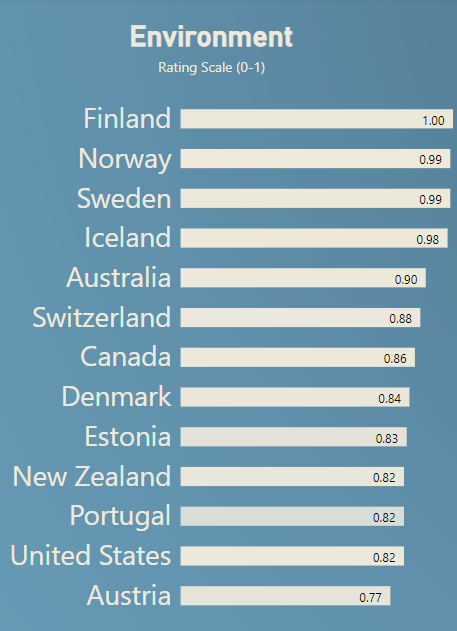 Environment
Rating Scale (0-1)
Finland 1.00
Norway 0.99
Sweden 0.99
Iceland 0.98
Australia 0.90
Switzerland 0.88
Canada 0.86
Denmark 0.84
Estonia 0.83
New Zealand 0.82
Portugal 0.82
United States 0.82
Austria 0.77